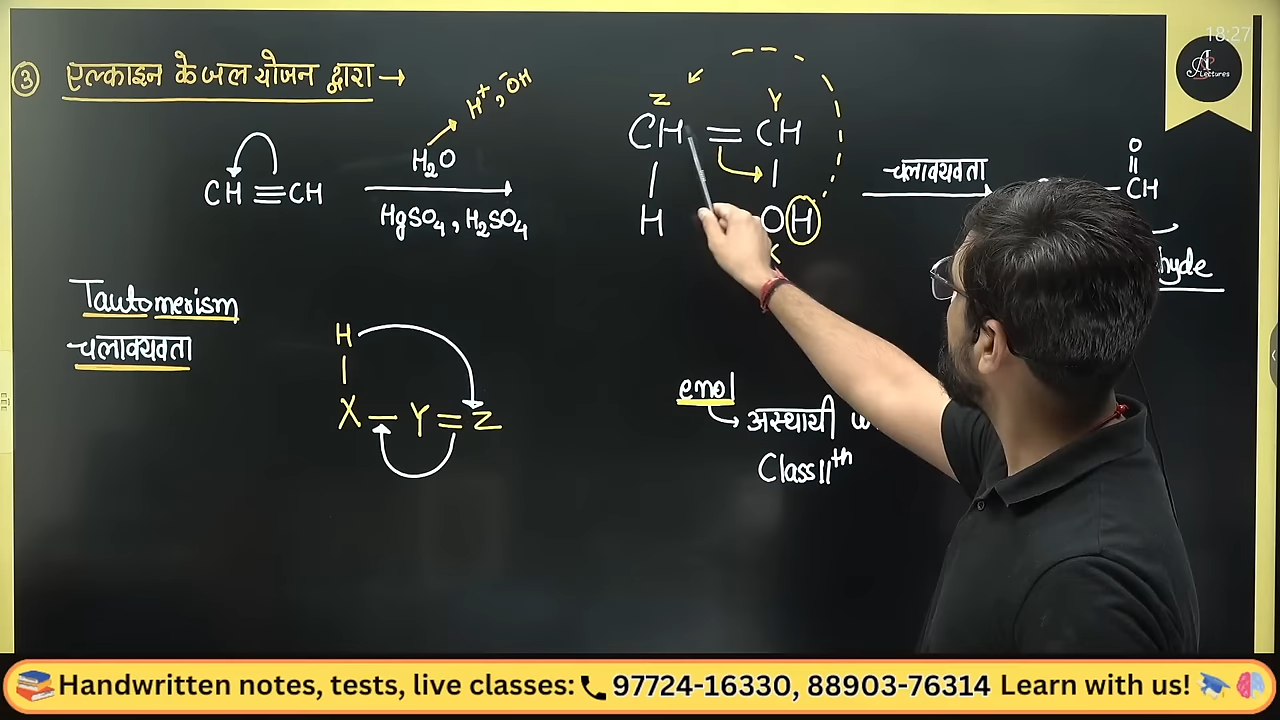 18:27
A
Lectures
③ एल्काइन के जल योजन द्वारा →
H⁺, ⁻OH
H₂O
CH ≡ CH
HgSO₄, H₂SO₄
Z Y
CH = CH
H OH
चलावयवता
O
CH
hyde
Tautomerism
चलावयवता
H
X – Y = Z
enol
अस्थायी
Class 11th
Handwritten notes, tests, live classes: 97724-16330, 88903-76314 Learn with us!